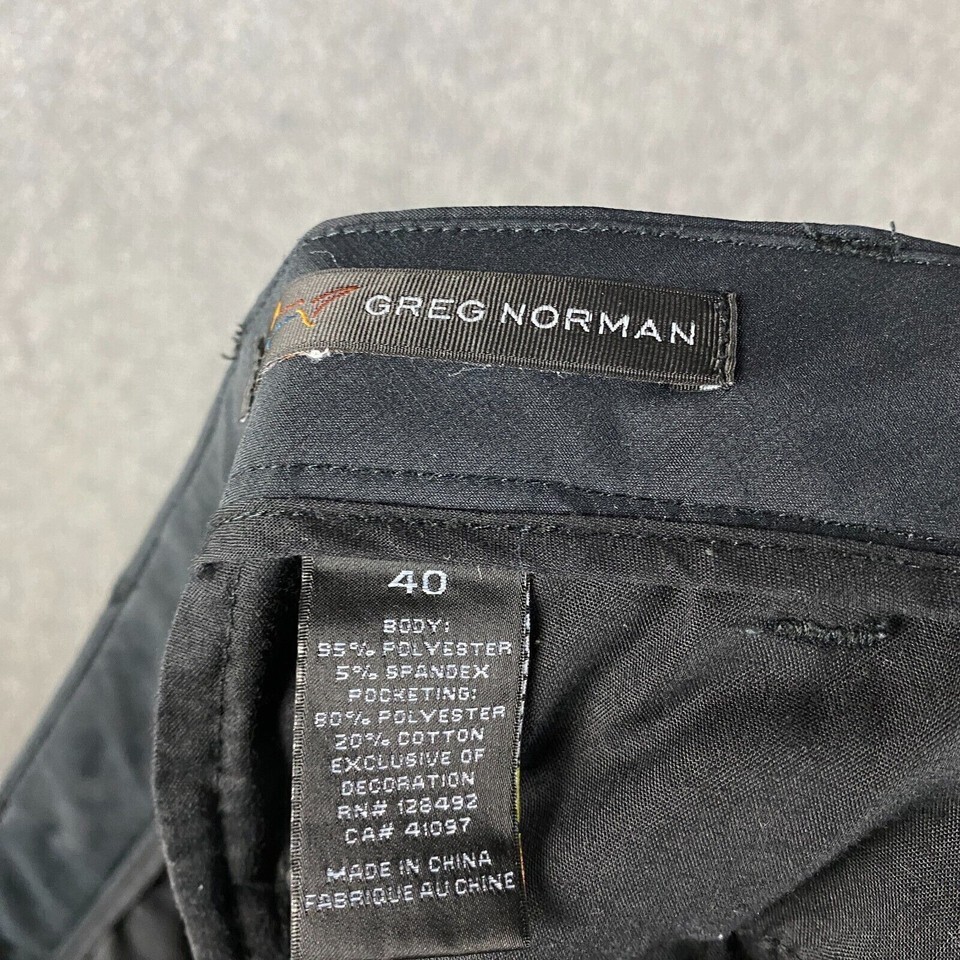 GREG NORMAN
40
BODY:
95% POLYESTER
5% SPANDEX
POCKETING:
80% POLYESTER
20% COTTON
EXCLUSIVE OF
DECORATION
RN# 128492
CA# 41097
MADE IN CHINA
FABRIQUE AU CHINE